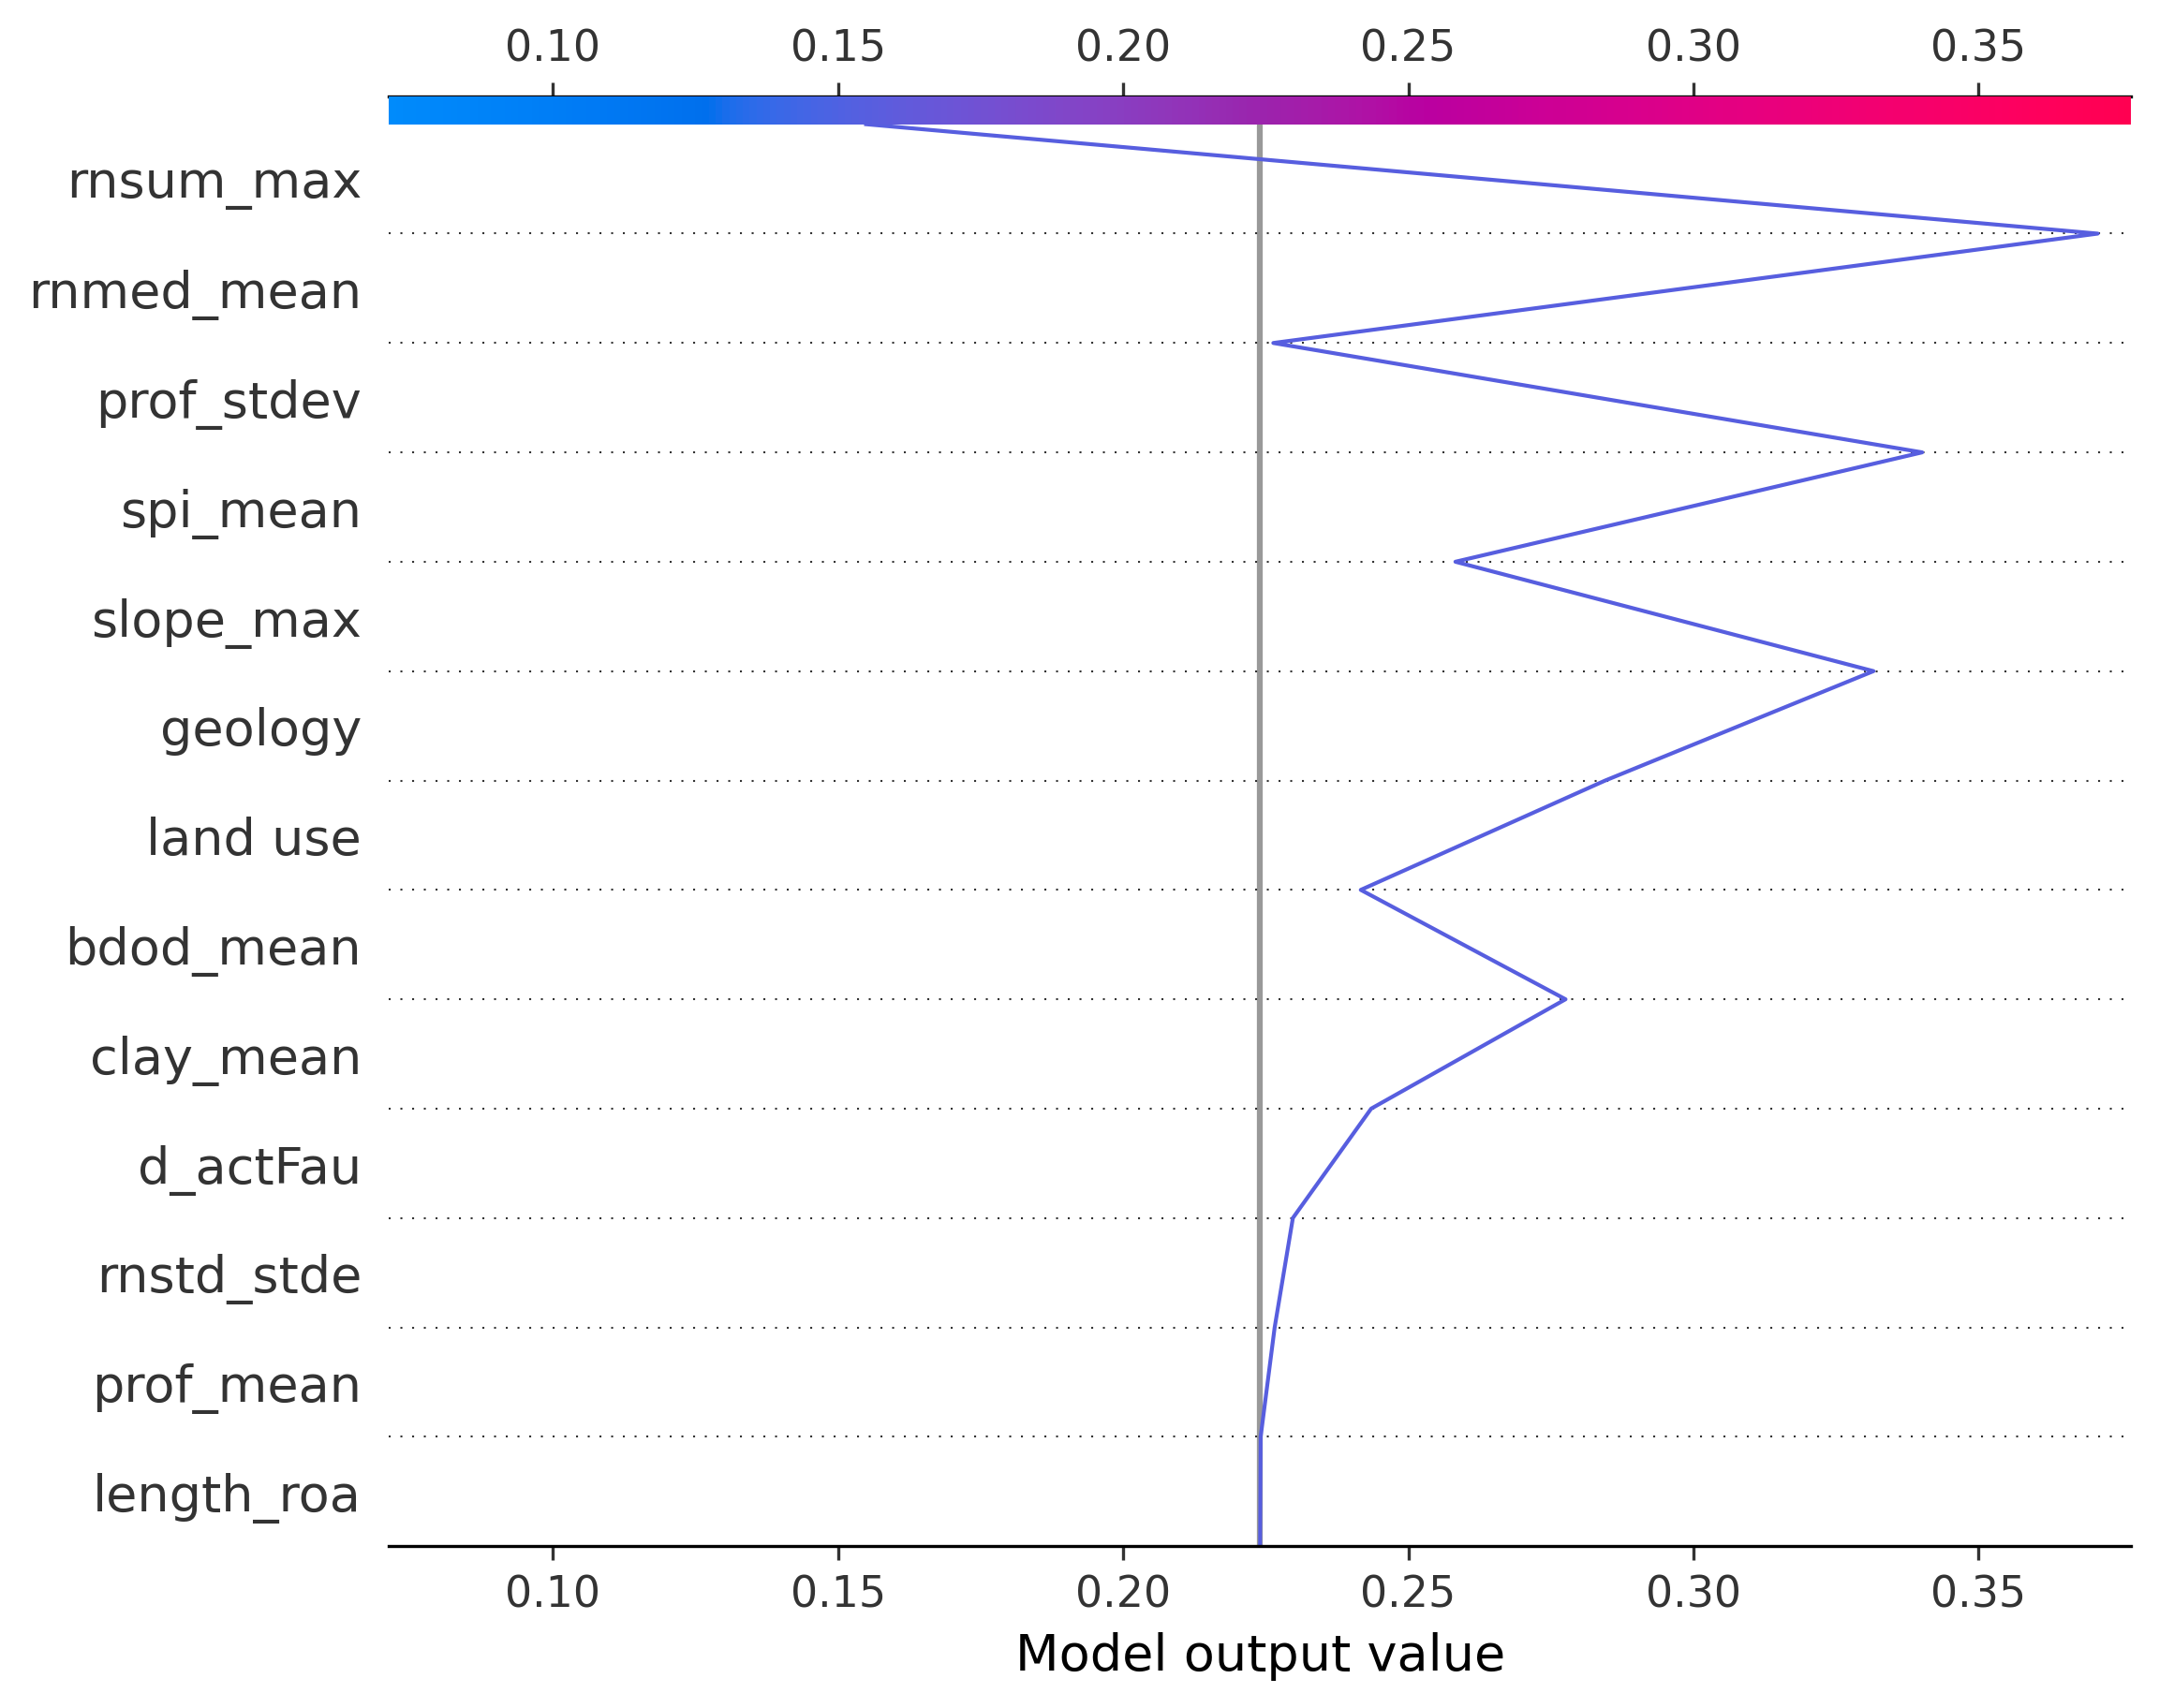 0.10 0.15 0.20 0.25 0.30 0.35
rnsum_max
rnmed_mean
prof_stdev
spi_mean
slope_max
geology
land use
bdod_mean
clay_mean
d_actFau
rnstd_stde
prof_mean
length_roa
0.10 0.15 0.20 0.25 0.30 0.35
Model output value